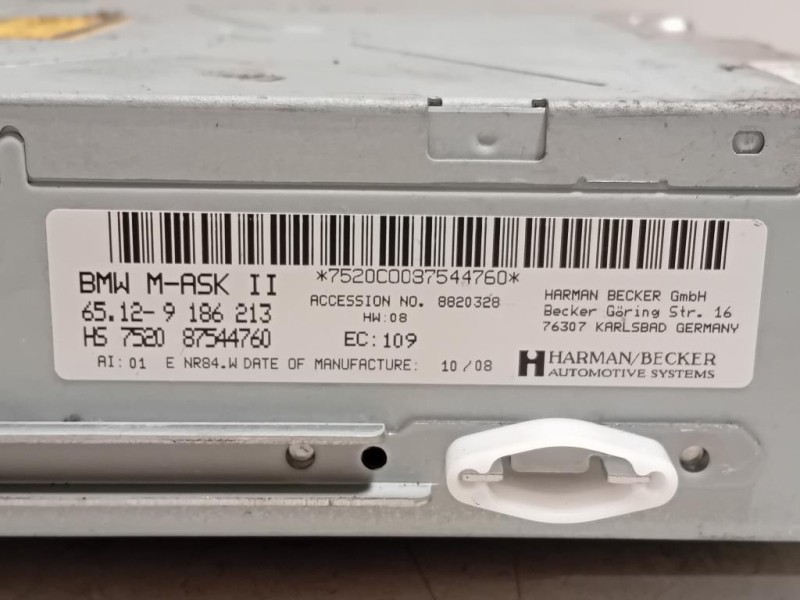 *7520C0037544760*
BMW M-ASK II
65.12-9 186 213
HS 7520 87544760
AI:01 E NR84.W DATE OF MANUFACTURE: 10/08
ACCESSION NO. 8820328
HW:08
EC:109
HARMAN BECKER GmbH
Becker Göring Str. 16
76307 KARLSBAD GERMANY
HARMAN/BECKER
AUTOMOTIVE SYSTEMS